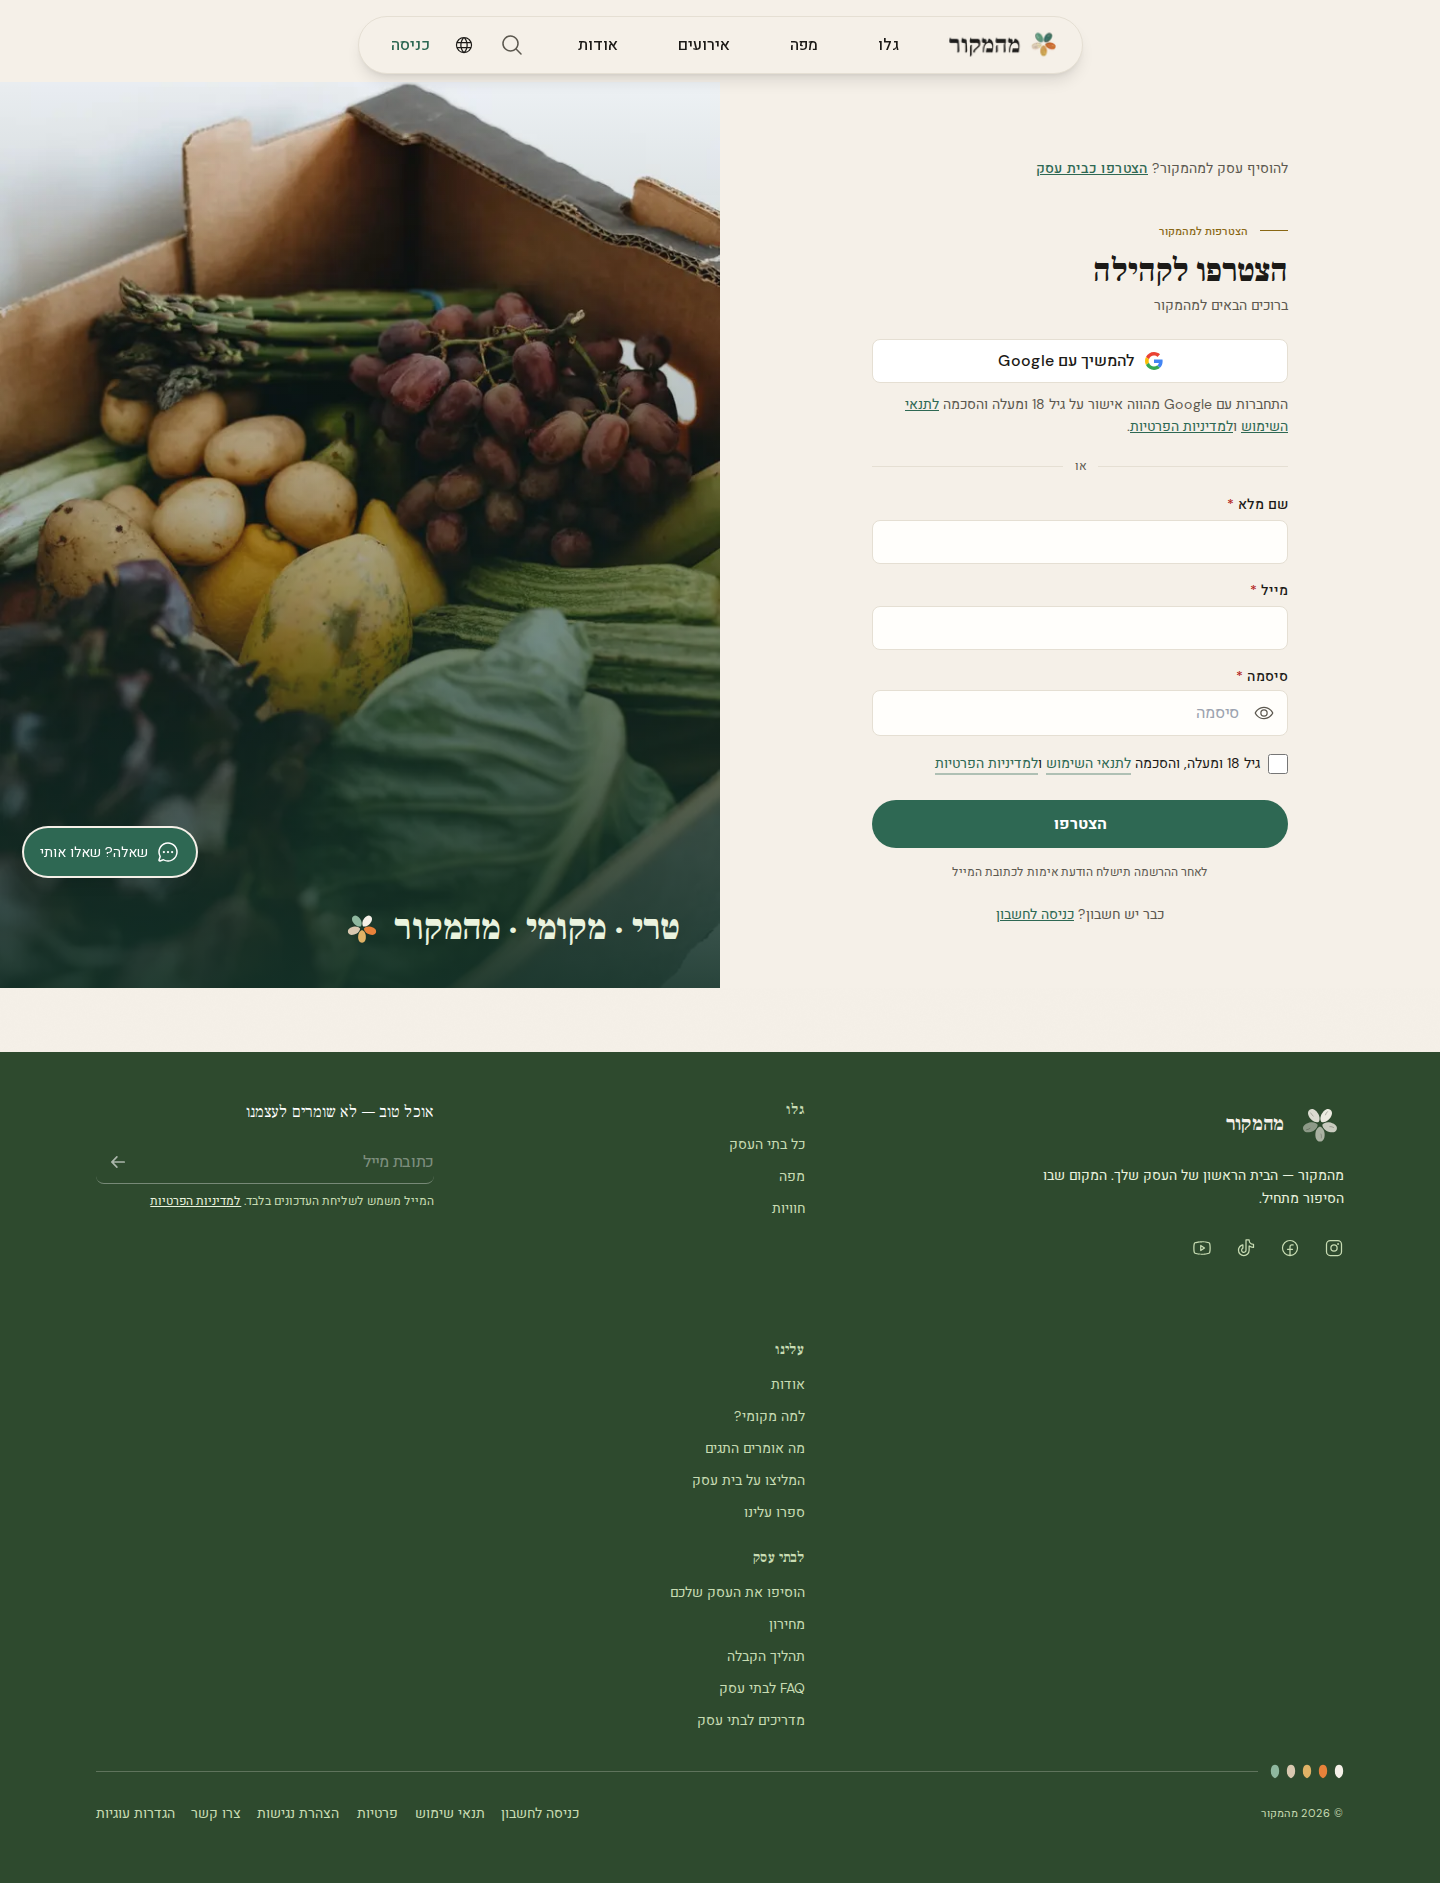 מהמקור
גלו
מפה
אירועים
אודות
כניסה
להוסיף עסק למהמקור? הצטרפו כבית עסק
הצטרפות למהמקור
הצטרפו לקהילה
ברוכים הבאים למהמקור
להמשיך עם Google
התחברות עם Google מהווה אישור על גיל 18 ומעלה והסכמה לתנאי
השימוש ולמדיניות הפרטיות.
או
שם מלא *
מייל *
סיסמה *
סיסמה
גיל 18 ומעלה, והסכמה לתנאי השימוש ולמדיניות הפרטיות
הצטרפו
לאחר ההרשמה תישלח הודעת אימות לכתובת המייל
כבר יש חשבון? כניסה לחשבון
שאלה? שאלו אותי
טרי · מקומי · מהמקור
מהמקור
מהמקור — הבית הראשון של העסק שלך. המקום שבו
הסיפור מתחיל.
גלו
כל בתי העסק
מפה
חוויות
עלינו
אודות
למה מקומי?
מה אומרים התגים
המליצו על בית עסק
ספרו עלינו
לבתי עסק
הוסיפו את העסק שלכם
מחירון
תהליך הקבלה
FAQ לבתי עסק
מדריכים לבתי עסק
אוכל טוב — לא שומרים לעצמנו
כתובת מייל
המייל משמש לשליחת העדכונים בלבד. למדיניות הפרטיות
© 2026 מהמקור
כניסה לחשבון
תנאי שימוש
פרטיות
הצהרת נגישות
צרו קשר
הגדרות עוגיות